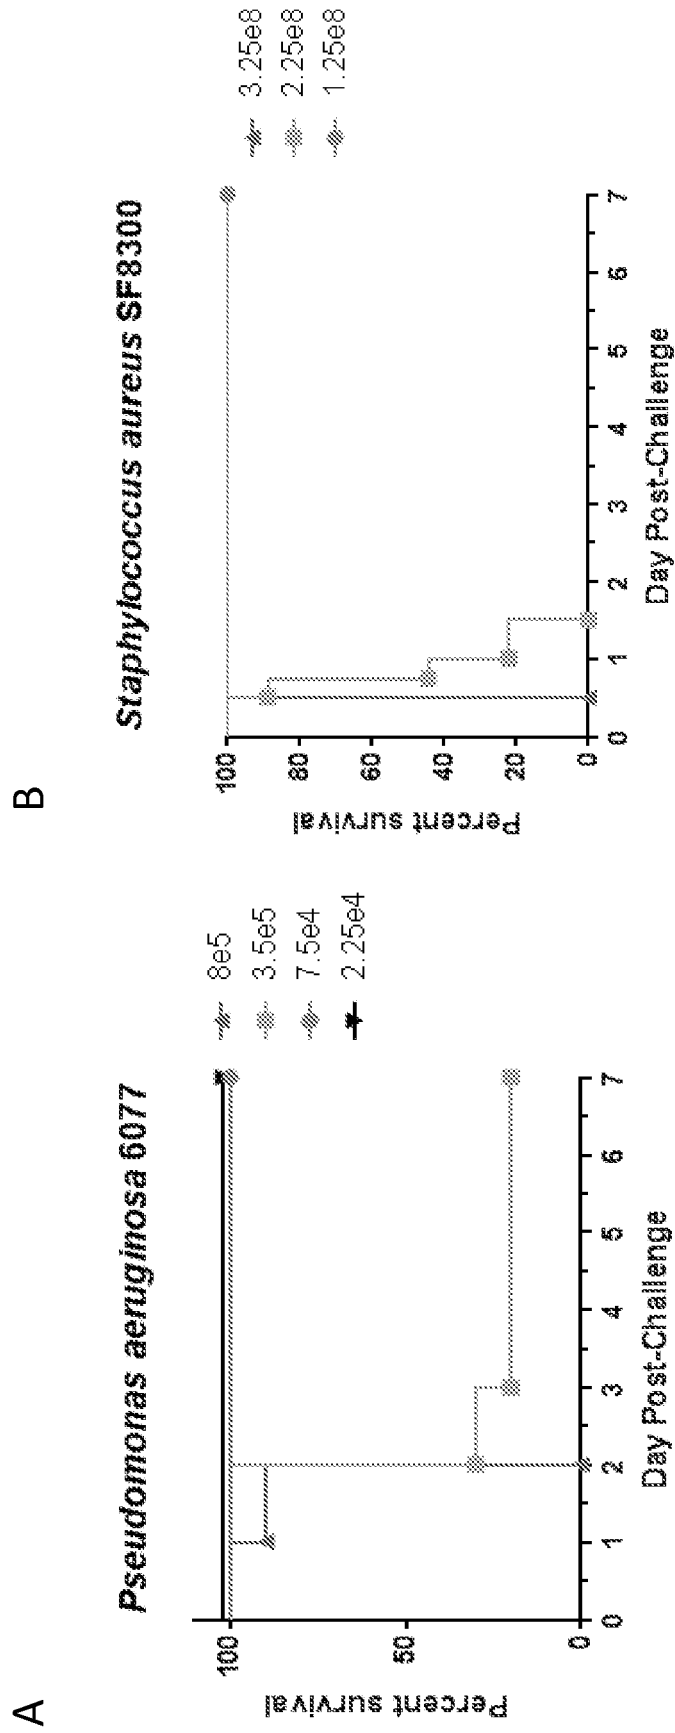 A
Pseudomonas aeruginosa 6077
Percent survival
100
50
0
0 1 2 3 4 5 6 7
Day Post-Challenge
8e5
3.5e5
7.5e4
2.25e4
B
Staphylococcus aureus SF8300
Percent survival
100
80
60
40
20
0
0 1 2 3 4 5 6 7
Day Post-Challenge
3.25e8
2.25e8
1.25e8